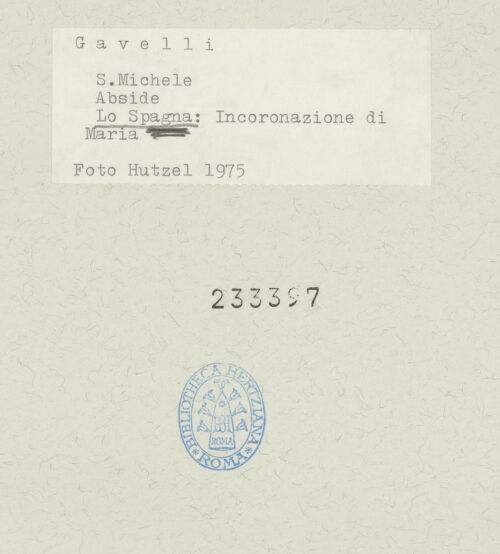 Gavelli
S.Michele
Abside
Lo Spagna: Incoronazione di
Maria
Foto Hutzel 1975
233397
BIBLIOTHECA HERTZIANA
ROMA
* ROMA *